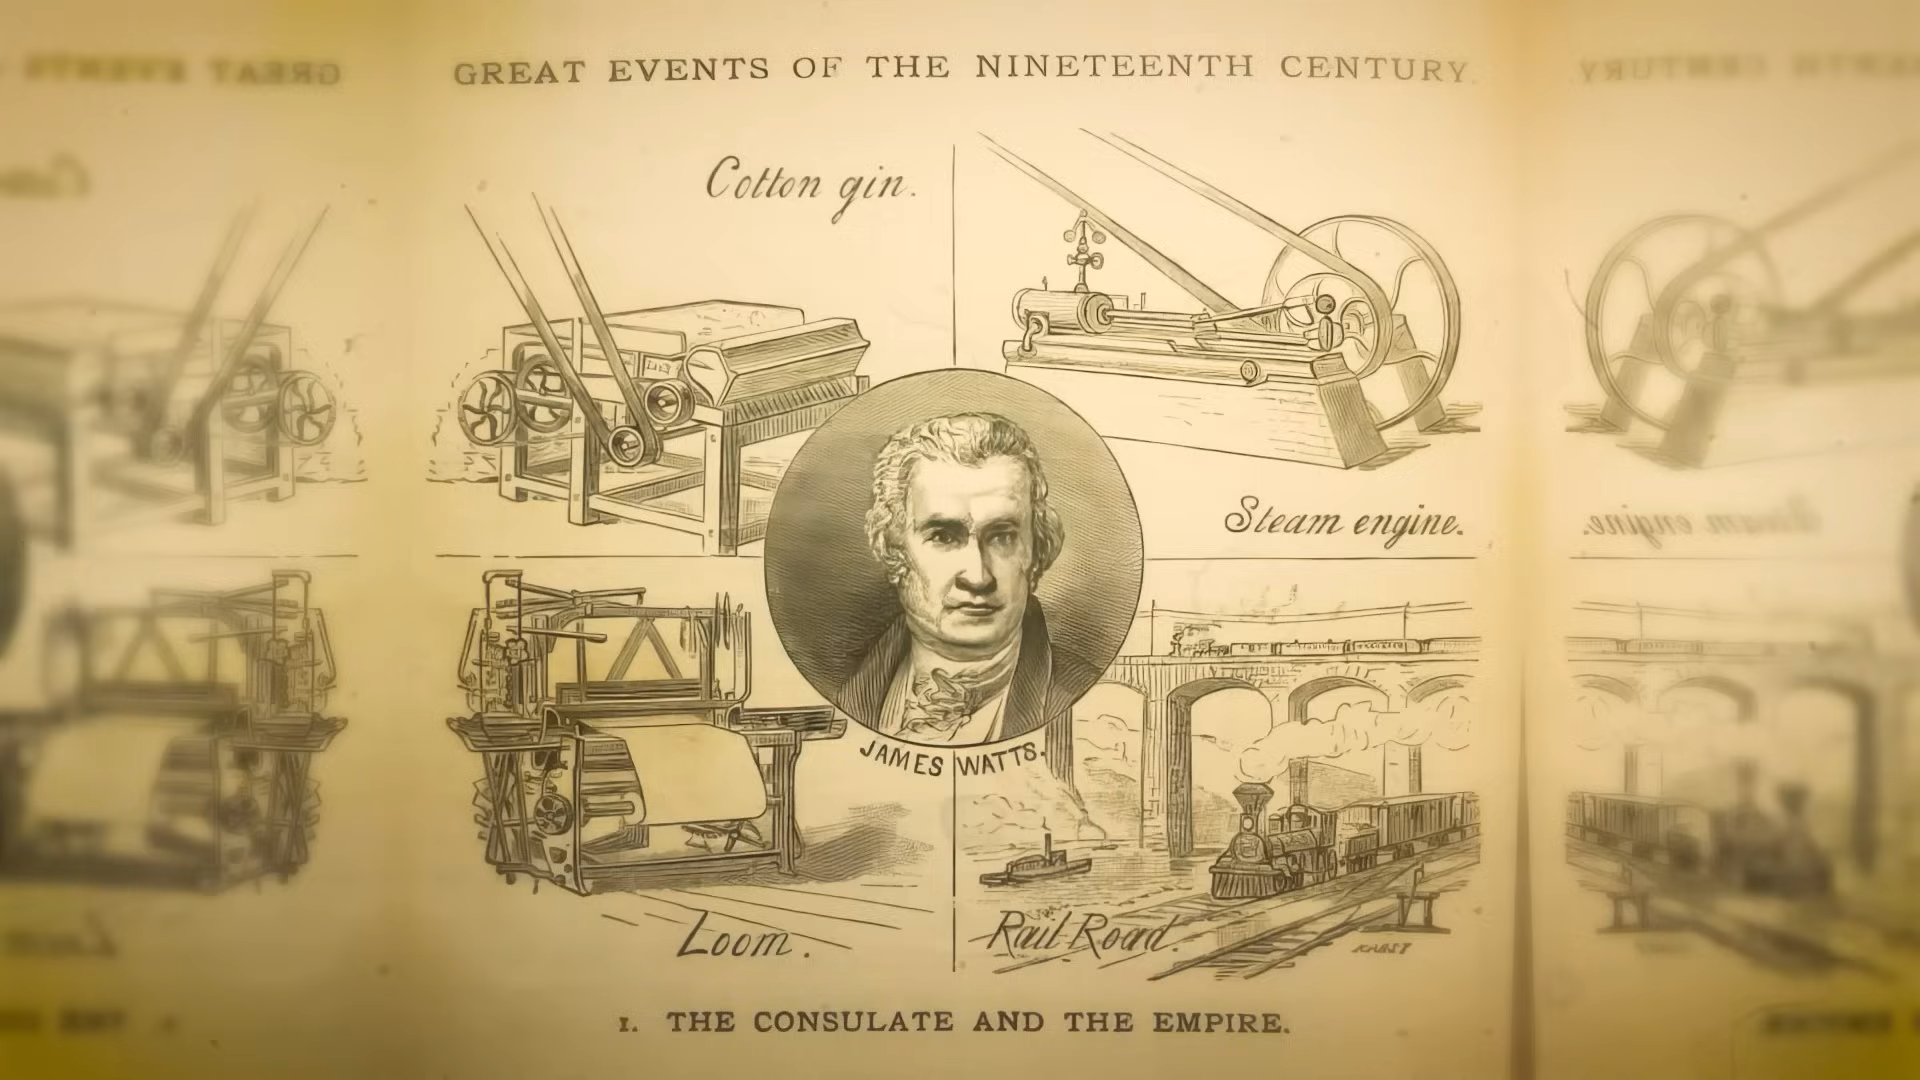 GREAT EVENTS OF THE NINETEENTH CENTURY.
Cotton gin.
Steam engine.
JAMES WATTS.
Loom.
Rail-Road.
I. THE CONSULATE AND THE EMPIRE.